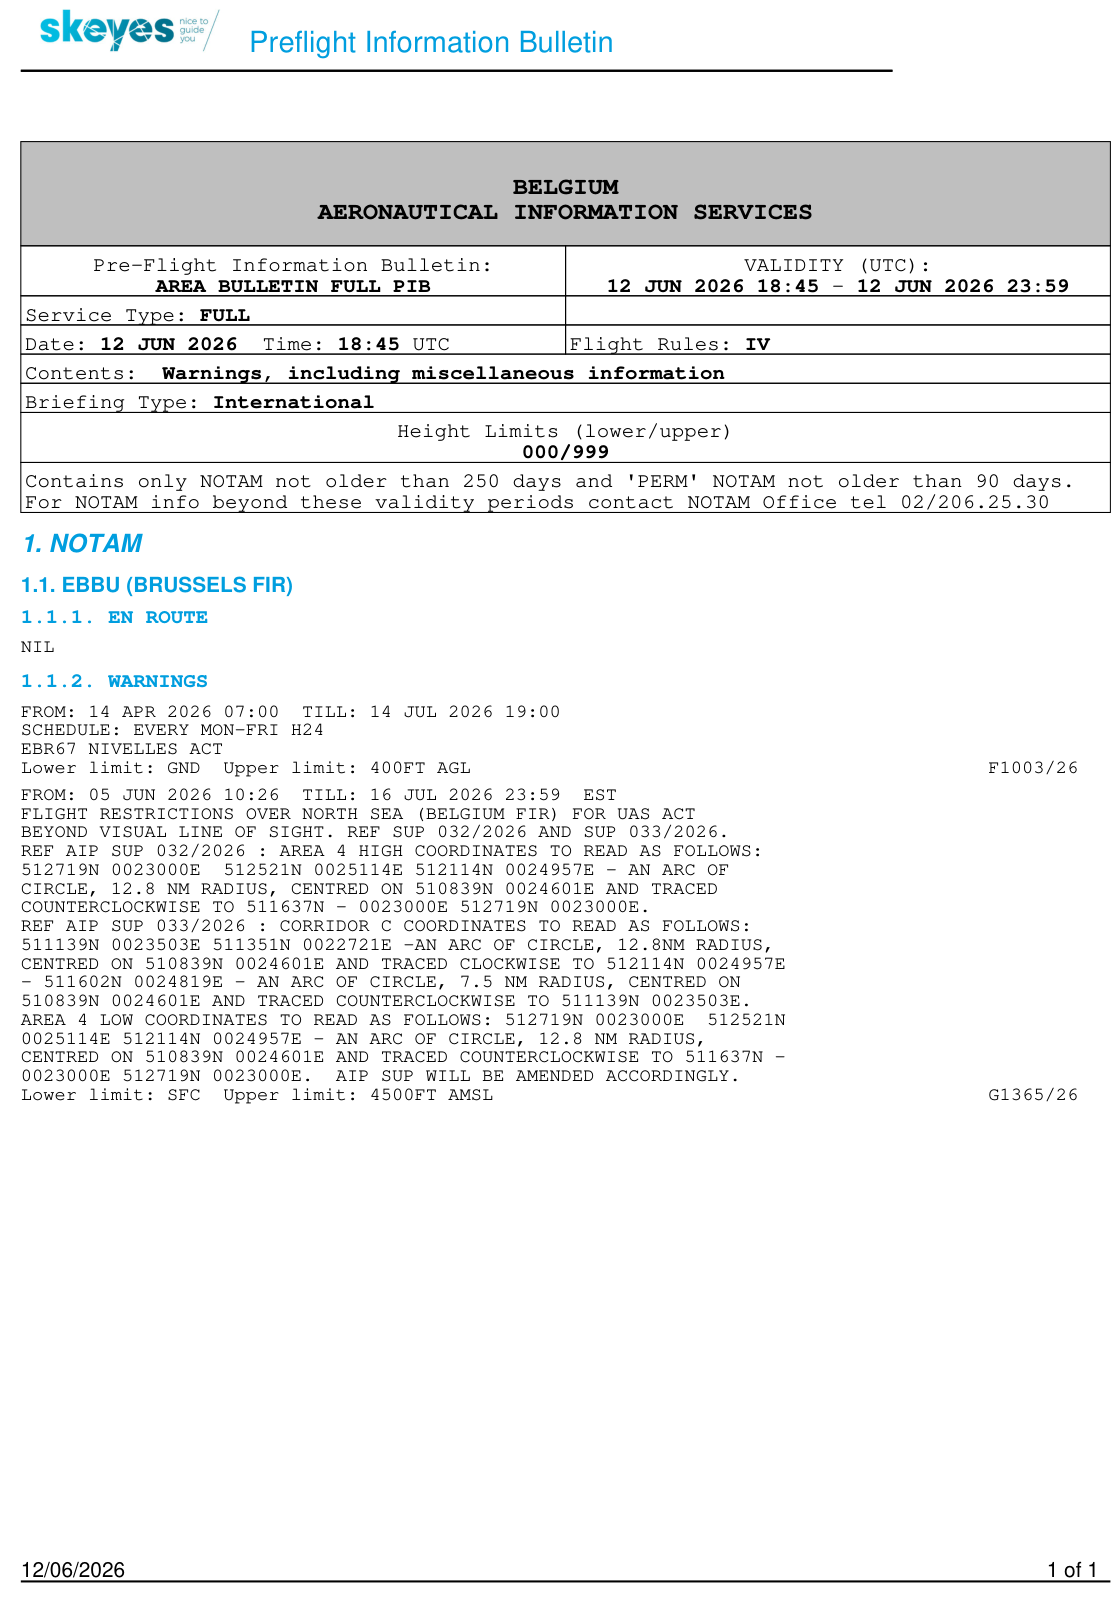 skeyes nice to guide you
Preflight Information Bulletin
BELGIUM
AERONAUTICAL INFORMATION SERVICES
Pre-Flight Information Bulletin:
AREA BULLETIN FULL PIB
VALIDITY (UTC):
12 JUN 2026 18:45 - 12 JUN 2026 23:59
Service Type: FULL
Date: 12 JUN 2026  Time: 18:45 UTC
Flight Rules: IV
Contents:  Warnings, including miscellaneous information
Briefing Type: International
Height Limits (lower/upper)
000/999
Contains only NOTAM not older than 250 days and 'PERM' NOTAM not older than 90 days.
For NOTAM info beyond these validity periods contact NOTAM Office tel 02/206.25.30
1. NOTAM
1.1. EBBU (BRUSSELS FIR)
1.1.1. EN ROUTE
NIL
1.1.2. WARNINGS
FROM: 14 APR 2026 07:00  TILL: 14 JUL 2026 19:00
SCHEDULE: EVERY MON-FRI H24
EBR67 NIVELLES ACT
Lower limit: GND  Upper limit: 400FT AGL F1003/26
FROM: 05 JUN 2026 10:26  TILL: 16 JUL 2026 23:59  EST
FLIGHT RESTRICTIONS OVER NORTH SEA (BELGIUM FIR) FOR UAS ACT
BEYOND VISUAL LINE OF SIGHT. REF SUP 032/2026 AND SUP 033/2026.
REF AIP SUP 032/2026 : AREA 4 HIGH COORDINATES TO READ AS FOLLOWS:
512719N 0023000E  512521N 0025114E 512114N 0024957E - AN ARC OF
CIRCLE, 12.8 NM RADIUS, CENTRED ON 510839N 0024601E AND TRACED
COUNTERCLOCKWISE TO 511637N - 0023000E 512719N 0023000E.
REF AIP SUP 033/2026 : CORRIDOR C COORDINATES TO READ AS FOLLOWS:
511139N 0023503E 511351N 0022721E -AN ARC OF CIRCLE, 12.8NM RADIUS,
CENTRED ON 510839N 0024601E AND TRACED CLOCKWISE TO 512114N 0024957E
- 511602N 0024819E - AN ARC OF CIRCLE, 7.5 NM RADIUS, CENTRED ON
510839N 0024601E AND TRACED COUNTERCLOCKWISE TO 511139N 0023503E.
AREA 4 LOW COORDINATES TO READ AS FOLLOWS: 512719N 0023000E  512521N
0025114E 512114N 0024957E - AN ARC OF CIRCLE, 12.8 NM RADIUS,
CENTRED ON 510839N 0024601E AND TRACED COUNTERCLOCKWISE TO 511637N -
0023000E 512719N 0023000E.  AIP SUP WILL BE AMENDED ACCORDINGLY.
Lower limit: SFC  Upper limit: 4500FT AMSL G1365/26
12/06/2026 1 of 1